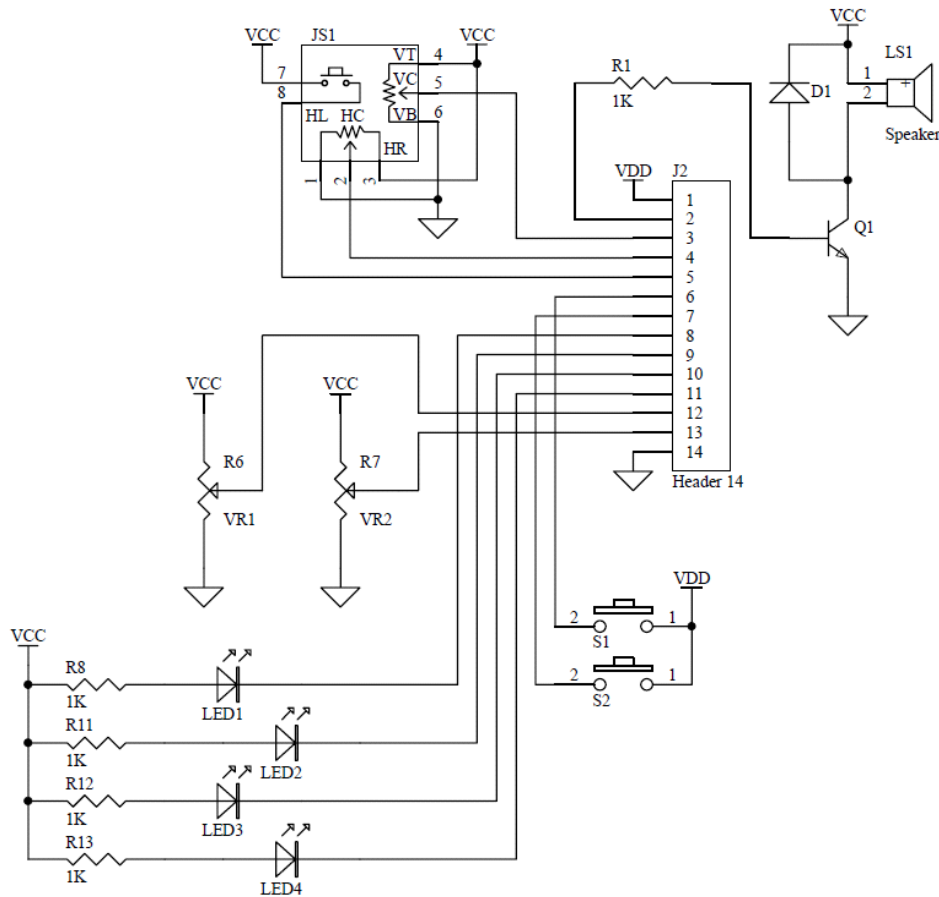 VCC
JS1
VCC
VCC
LS1
VT 4
7
VC 5
8
VB 6
HL HC
HR
1 2 3
R1
1K
D1
1
2
+
Speaker
VDD
J2
1
2
3
4
5
6
7
8
9
10
11
12
13
14
Header 14
Q1
VCC
VCC
R6
R7
VR1
VR2
VDD
2 1
S1
2 1
S2
VCC
R8
1K
LED1
R11
1K
LED2
R12
1K
LED3
R13
1K
LED4